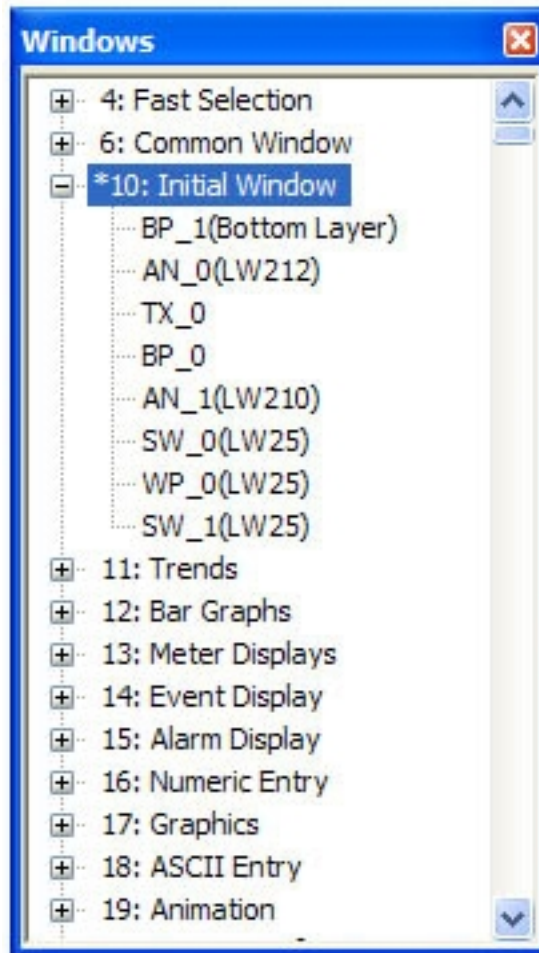 Windows
4: Fast Selection
6: Common Window
*10: Initial Window
BP_1(Bottom Layer)
AN_0(LW212)
TX_0
BP_0
AN_1(LW210)
SW_0(LW25)
WP_0(LW25)
SW_1(LW25)
11: Trends
12: Bar Graphs
13: Meter Displays
14: Event Display
15: Alarm Display
16: Numeric Entry
17: Graphics
18: ASCII Entry
19: Animation